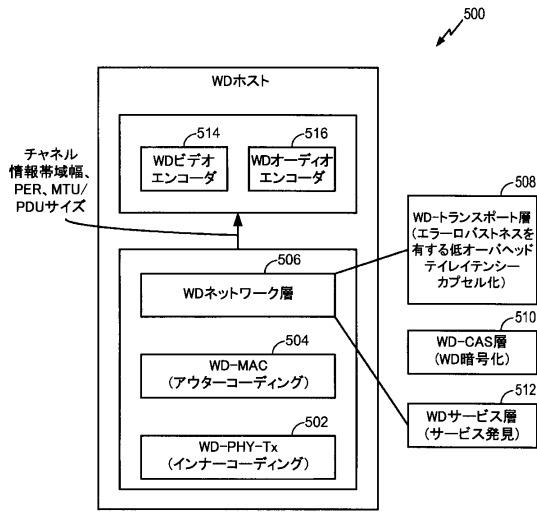 500
WDホスト
514
WDビデオ
エンコーダ
516
WDオーディオ
エンコーダ
チャネル
情報帯域幅、
PER、MTU/
PDUサイズ
506
WDネットワーク層
504
WD-MAC
(アウターコーディング)
502
WD-PHY-Tx
(インナーコーディング)
508
WD-トランスポート層
(エラーロバストネスを
有する低オーバヘッド
テイレイテンシー
カプセル化)
510
WD-CAS層
(WD暗号化)
512
WDサービス層
(サービス発見)